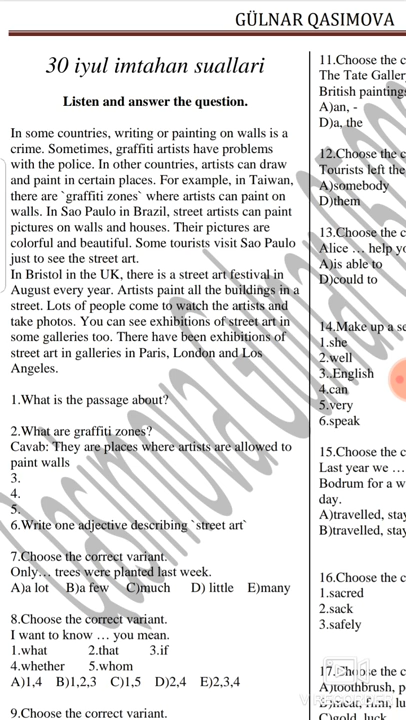 GÜLNAR QASIMOVA
30 iyul imtahan suallari
Listen and answer the question.
In some countries, writing or painting on walls is a
crime. Sometimes, graffiti artists have problems
with the police. In other countries, artists can draw
and paint in certain places. For example, in Taiwan,
there are `graffiti zones` where artists can paint on
walls. In Sao Paulo in Brazil, street artists can paint
pictures on walls and houses. Their pictures are
colorful and beautiful. Some tourists visit Sao Paulo
just to see the street art.
In Bristol in the UK, there is a street art festival in
August every year. Artists paint all the buildings in a
street. Lots of people come to watch the artists and
take photos. You can see exhibitions of street art in
some galleries too. There have been exhibitions of
street art in galleries in Paris, London and Los
Angeles.
1.What is the passage about?
2.What are graffiti zones?
Cavab: They are places where artists are allowed to
paint walls
3.
4.
5.
6.Write one adjective describing `street art`
7.Choose the correct variant.
Only… trees were planted last week.
A)a lot B)a few C)much D) little E)many
8.Choose the correct variant.
I want to know … you mean.
1.what 2.that 3.if
4.whether 5.whom
A)1,4 B)1,2,3 C)1,5 D)2,4 E)2,3,4
9.Choose the correct variant.
11.Choose the c
The Tate Galler
British painting
A)an, -
D)a, the
12.Choose the c
Tourists left the
A)somebody
D)them
13.Choose the c
Alice … help yo
A)is able to
D)could to
14.Make up a se
1.she
2.well
3..English
4.can
5.very
6.speak
15.Choose the c
Last year we …
Bodrum for a w
day.
A)travelled, stay
B)travelled, stay
16.Choose the c
1.sacred
2.sack
3.safely
17.Choose the c
A)toothbrush, p
C)gold, luck